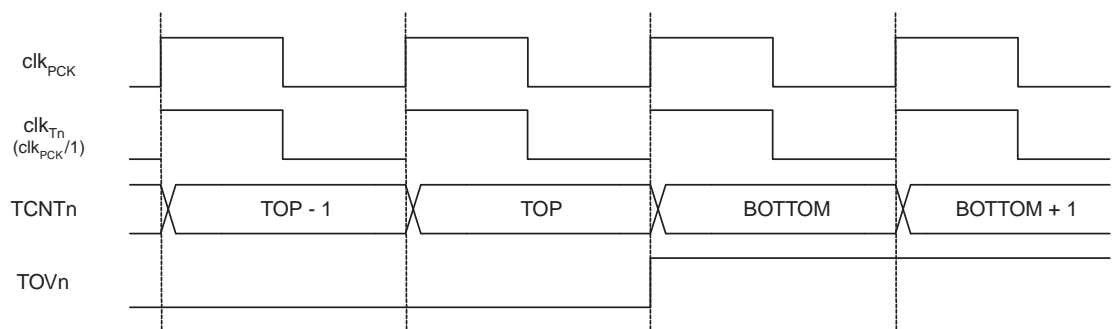 clkPCK
clkTn
(clkPCK/1)
TCNTn
TOP - 1
TOP
BOTTOM
BOTTOM + 1
TOVn